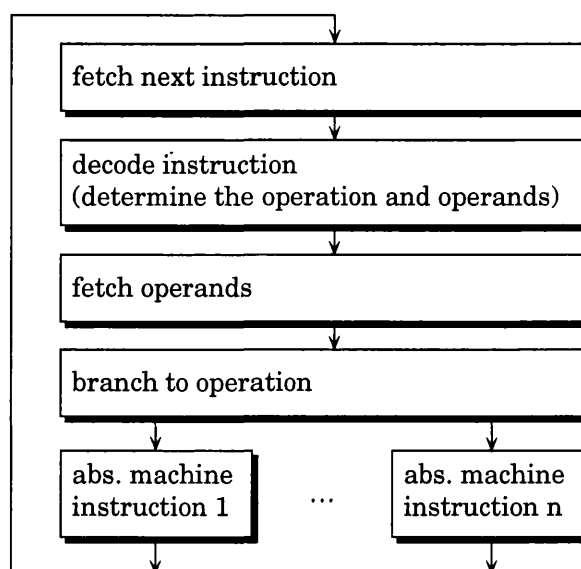 fetch next instruction
decode instruction
(determine the operation and operands)
fetch operands
branch to operation
abs. machine
instruction 1
...
abs. machine
instruction n